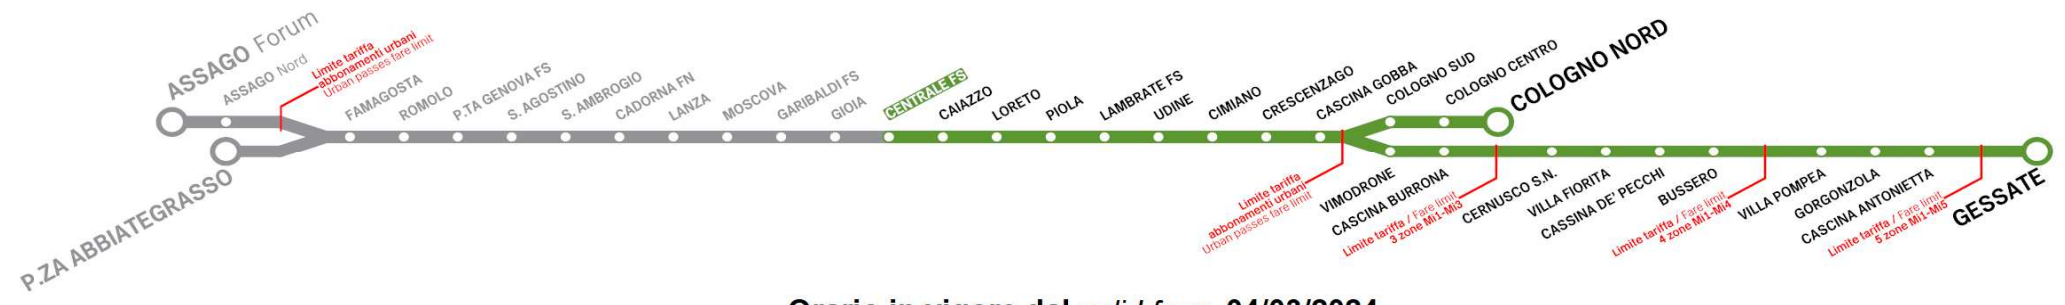 ASSAGO Forum
ASSAGO Nord
Limite tariffa
abbonamenti urbani
Urban passes fare limit
P.ZA ABBIATEGRASSO
FAMAGOSTA
ROMOLO
P.TA GENOVA FS
S. AGOSTINO
S. AMBROGIO
CADORNA FN
LANZA
MOSCOVA
GARIBALDI FS
GIOIA
CENTRALE FS
CAIAZZO
LORETO
PIOLA
LAMBRATE FS
UDINE
CIMIANO
CRESCENZAGO
CASCINA GOBBA
COLOGNO SUD
COLOGNO CENTRO
COLOGNO NORD
Limite tariffa
abbonamenti urbani
Urban passes fare limit
VIMODRONE
CASCINA BURRONA
Limite tariffa / Fare limit
3 zone Mi1-Mi3
CERNUSCO S.N.
VILLA FIORITA
CASSINA DE' PECCHI
BUSSERO
Limite tariffa / Fare limit
4 zone Mi1-Mi4
VILLA POMPEA
GORGONZOLA
CASCINA ANTONIETTA
Limite tariffa / Fare limit
5 zone Mi1-Mi5
GESSATE